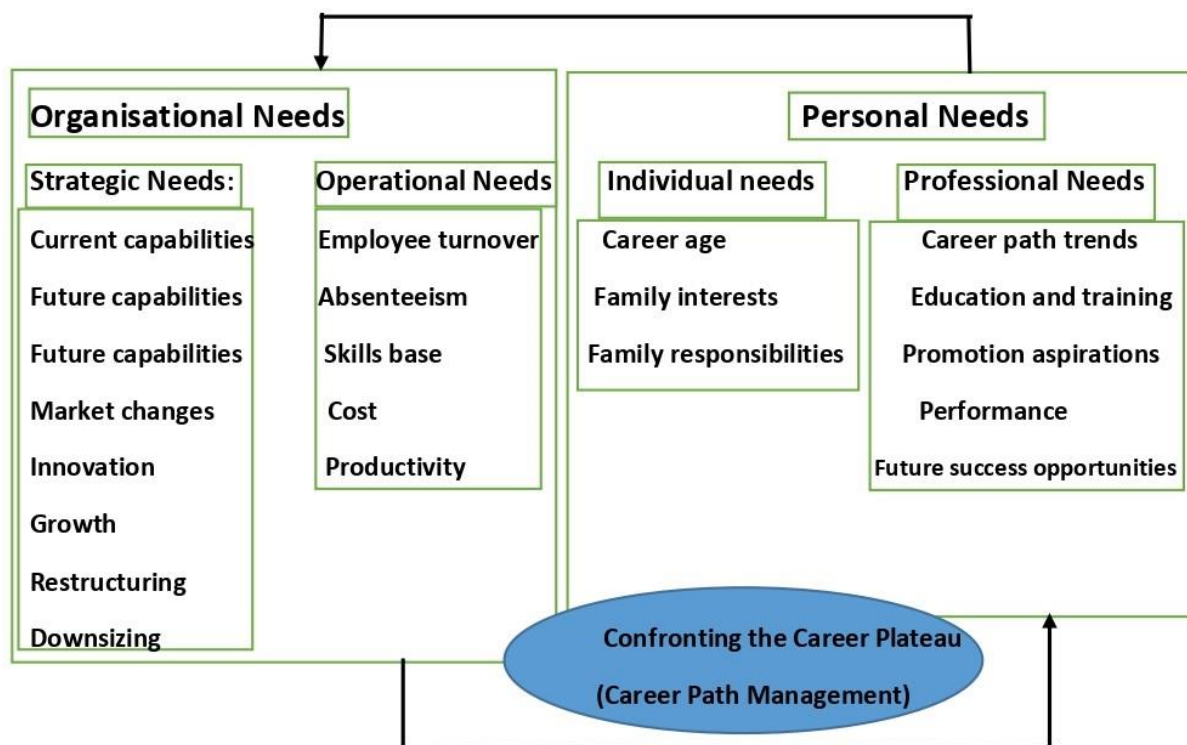 Organisational Needs
Strategic Needs:
Current capabilities
Future capabilities
Future capabilities
Market changes
Innovation
Growth
Restructuring
Downsizing
Operational Needs
Employee turnover
Absenteeism
Skills base
Cost
Productivity
Personal Needs
Individual needs
Career age
Family interests
Family responsibilities
Professional Needs
Career path trends
Education and training
Promotion aspirations
Performance
Future success opportunities
Confronting the Career Plateau
(Career Path Management)